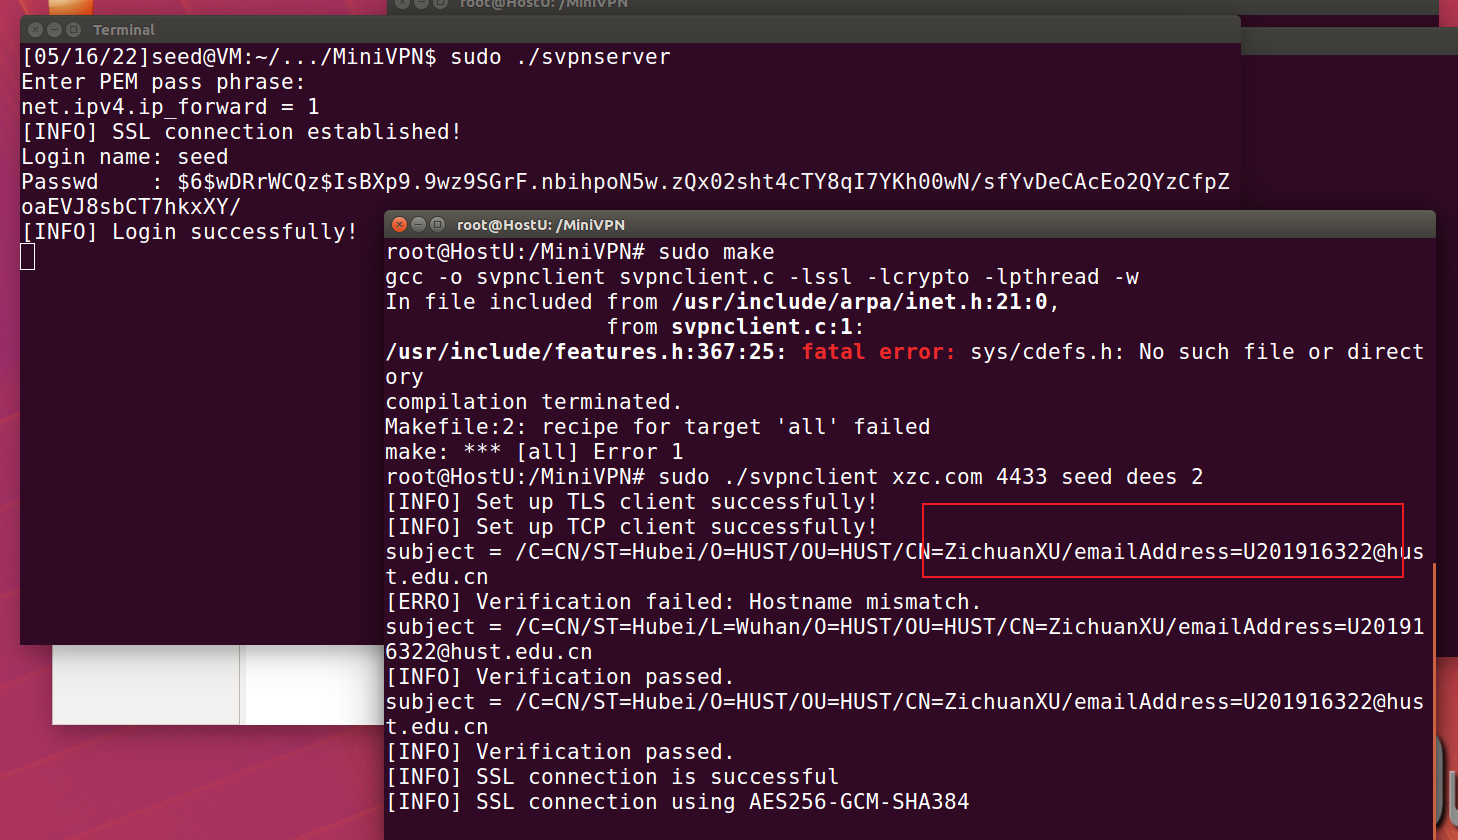 root@HostU: /MiniVPN
Terminal
[05/16/22]seed@VM:~/.../MiniVPN$ sudo ./svpnserver
Enter PEM pass phrase:
net.ipv4.ip_forward = 1
[INFO] SSL connection established!
Login name: seed
Passwd    : $6$wDRrWCQz$IsBXp9.9wz9SGrF.nbihpoN5w.zQx02sht4cTY8qI7YKh00wN/sfYvDeCAcEo2QYzCfpZ
oaEVJ8sbCT7hkxXY/
[INFO] Login successfully!
root@HostU: /MiniVPN
root@HostU:/MiniVPN# sudo make
gcc -o svpnclient svpnclient.c -lssl -lcrypto -lpthread -w
In file included from /usr/include/arpa/inet.h:21:0,
                 from svpnclient.c:1:
/usr/include/features.h:367:25: fatal error: sys/cdefs.h: No such file or direct
ory
compilation terminated.
Makefile:2: recipe for target 'all' failed
make: *** [all] Error 1
root@HostU:/MiniVPN# sudo ./svpnclient xzc.com 4433 seed dees 2
[INFO] Set up TLS client successfully!
[INFO] Set up TCP client successfully!
subject = /C=CN/ST=Hubei/O=HUST/OU=HUST/CN=ZichuanXU/emailAddress=U201916322@hus
t.edu.cn
[ERRO] Verification failed: Hostname mismatch.
subject = /C=CN/ST=Hubei/L=Wuhan/O=HUST/OU=HUST/CN=ZichuanXU/emailAddress=U20191
6322@hust.edu.cn
[INFO] Verification passed.
subject = /C=CN/ST=Hubei/O=HUST/OU=HUST/CN=ZichuanXU/emailAddress=U201916322@hus
t.edu.cn
[INFO] Verification passed.
[INFO] SSL connection is successful
[INFO] SSL connection using AES256-GCM-SHA384